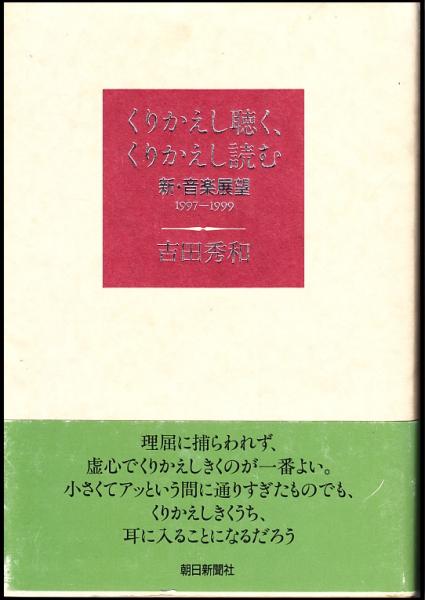 くりかえし聴く、
くりかえし読む
新・音楽展望
1997－1999
吉田秀和
理屈に捕らわれず、
虚心でくりかえしきくのが一番よい。
小さくてアッという間に通りすぎたものでも、
くりかえしきくうち、
耳に入ることになるだろう
朝日新聞社